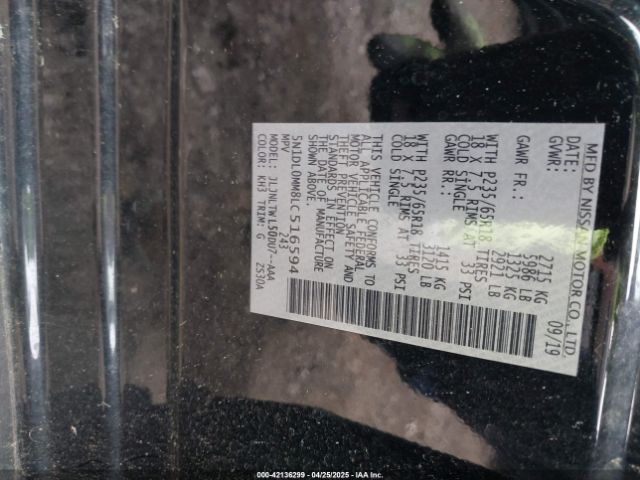 MFD BY NISSAN MOTOR CO., LTD.
09/19
GVWR: 2715 KG
5986 LB
GAWR FR: 1325 KG
2921 LB
WITH P235/65R18 TIRES
18 X 7.5 RIMS AT 33 PSI
COLD SINGLE
GAWR RR: 1415 KG
3120 LB
WITH P235/65R18 TIRES
18 X 7.5 RIMS AT 33 PSI
COLD SINGLE
THIS VEHICLE CONFORMS TO
ALL APPLICABLE FEDERAL
MOTOR VEHICLE SAFETY AND
THEFT PREVENTION
STANDARDS IN EFFECT ON
THE DATE OF MANUFACTURE
SHOWN ABOVE.
5N1DL0MM8LC516594
MPV 243
MODEL: JLJNLTWL50DU7--AAA
COLOR: KH3 TRIM: G ZS30A
000-42136299 - 04/25/2025 - IAA Inc.